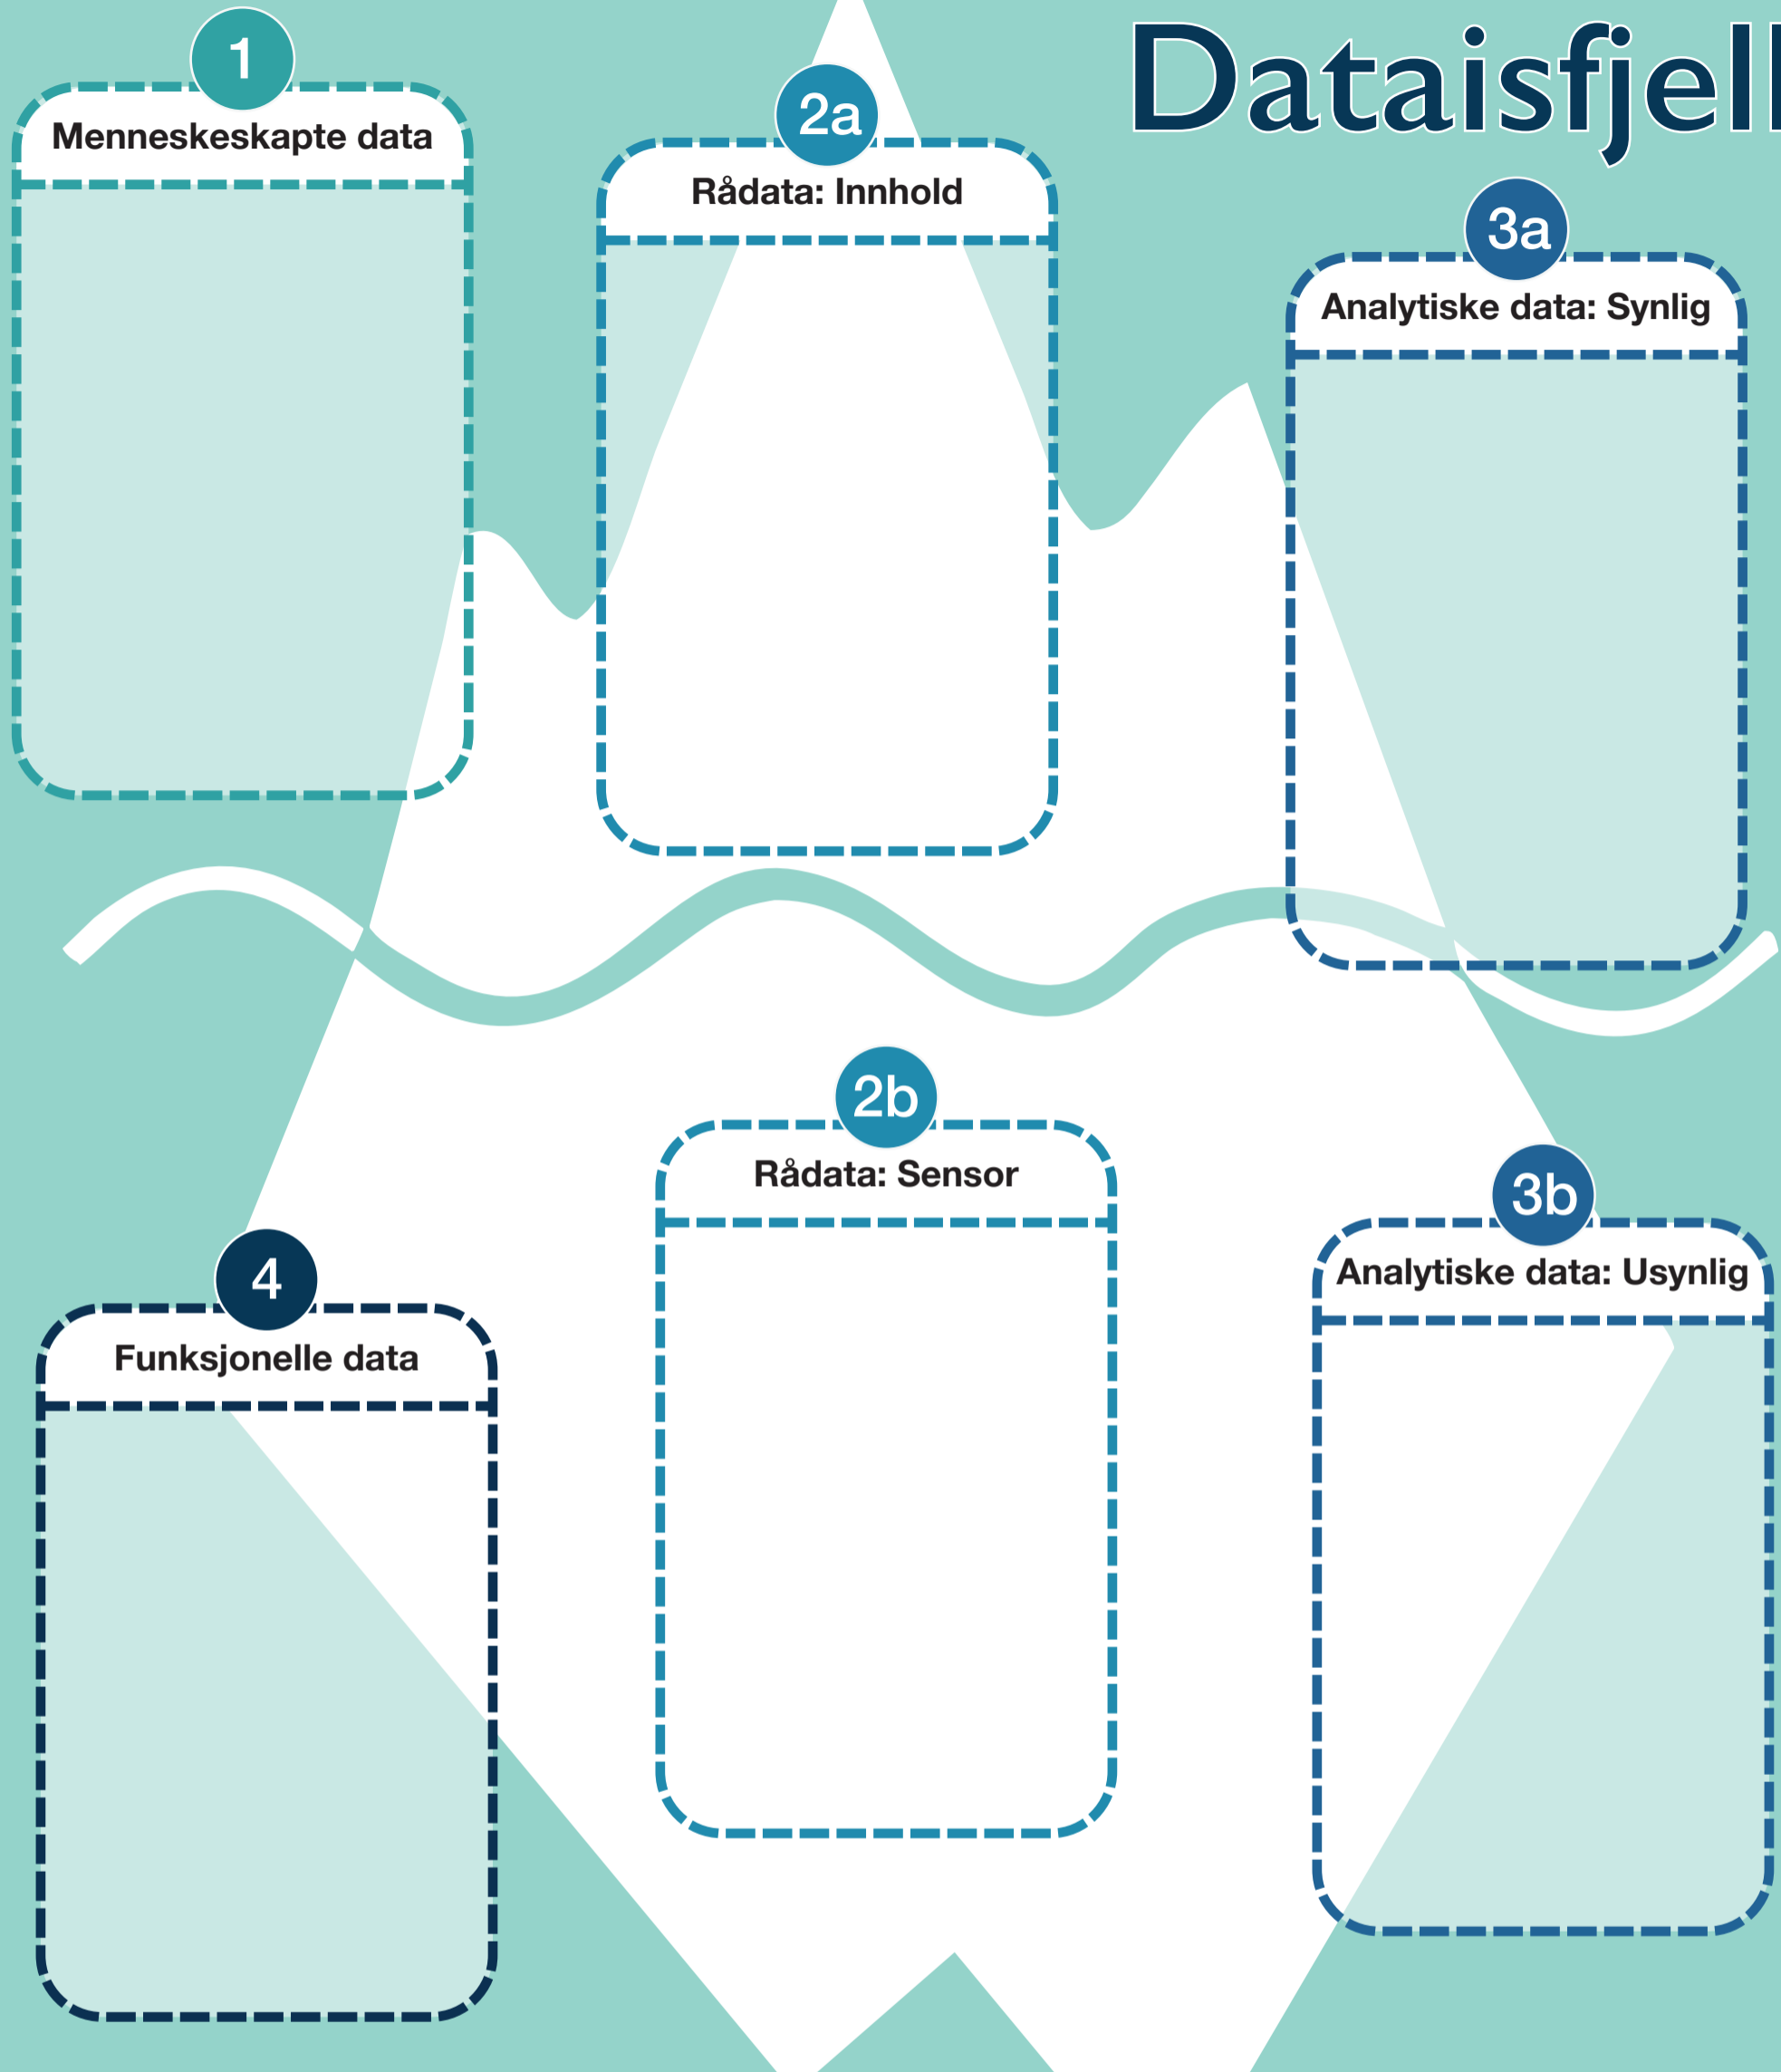 Dataisfjell
1
Menneskeskapte data
2a
Rådata: Innhold
3a
Analytiske data: Synlig
2b
Rådata: Sensor
3b
Analytiske data: Usynlig
4
Funksjonelle data